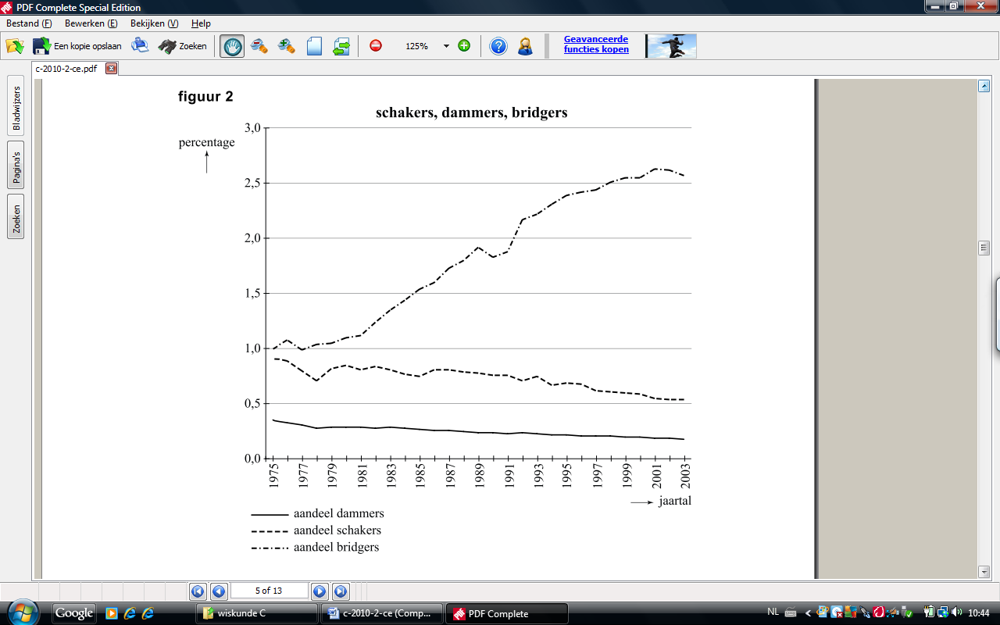 PDF Complete Special Edition
Bestand (F) Bewerken (E) Bekijken (V) Help
Een kopie opslaan Zoeken 125% Geavanceerde functies kopen
c-2010-2-ce.pdf
Bladwijzers
Pagina's
Zoeken
figuur 2
schakers, dammers, bridgers
percentage
3,0
2,5
2,0
1,5
1,0
0,5
0,0
1975 1977 1979 1981 1983 1985 1987 1989 1991 1993 1995 1997 1999 2001 2003
jaartal
aandeel dammers
aandeel schakers
aandeel bridgers
5 of 13
Google wiskunde C c-2010-2-ce (Comp... PDF Complete NL 10:44